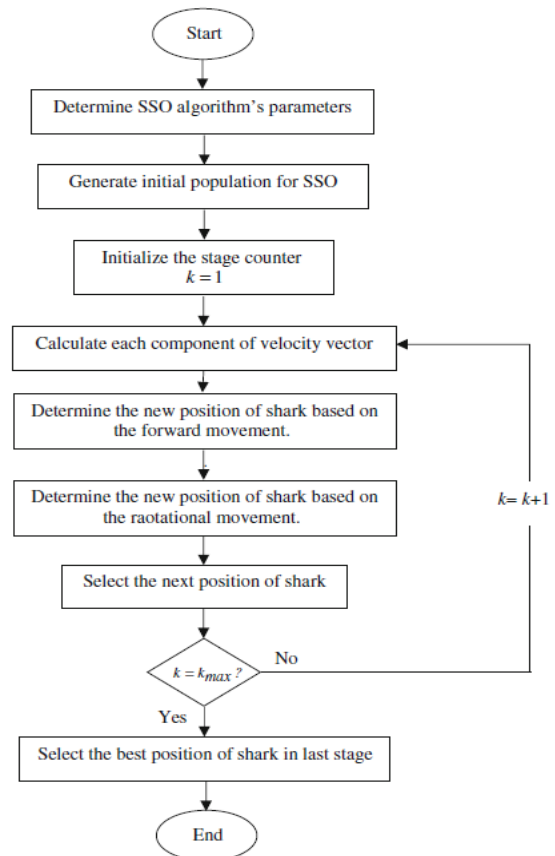 Start
Determine SSO algorithm's parameters
Generate initial population for SSO
Initialize the stage counter
k = 1
Calculate each component of velocity vector
Determine the new position of shark based on
the forward movement.
Determine the new position of shark based on
the raotational movement.
k= k+1
Select the next position of shark
No
k = kmax ?
Yes
Select the best position of shark in last stage
End